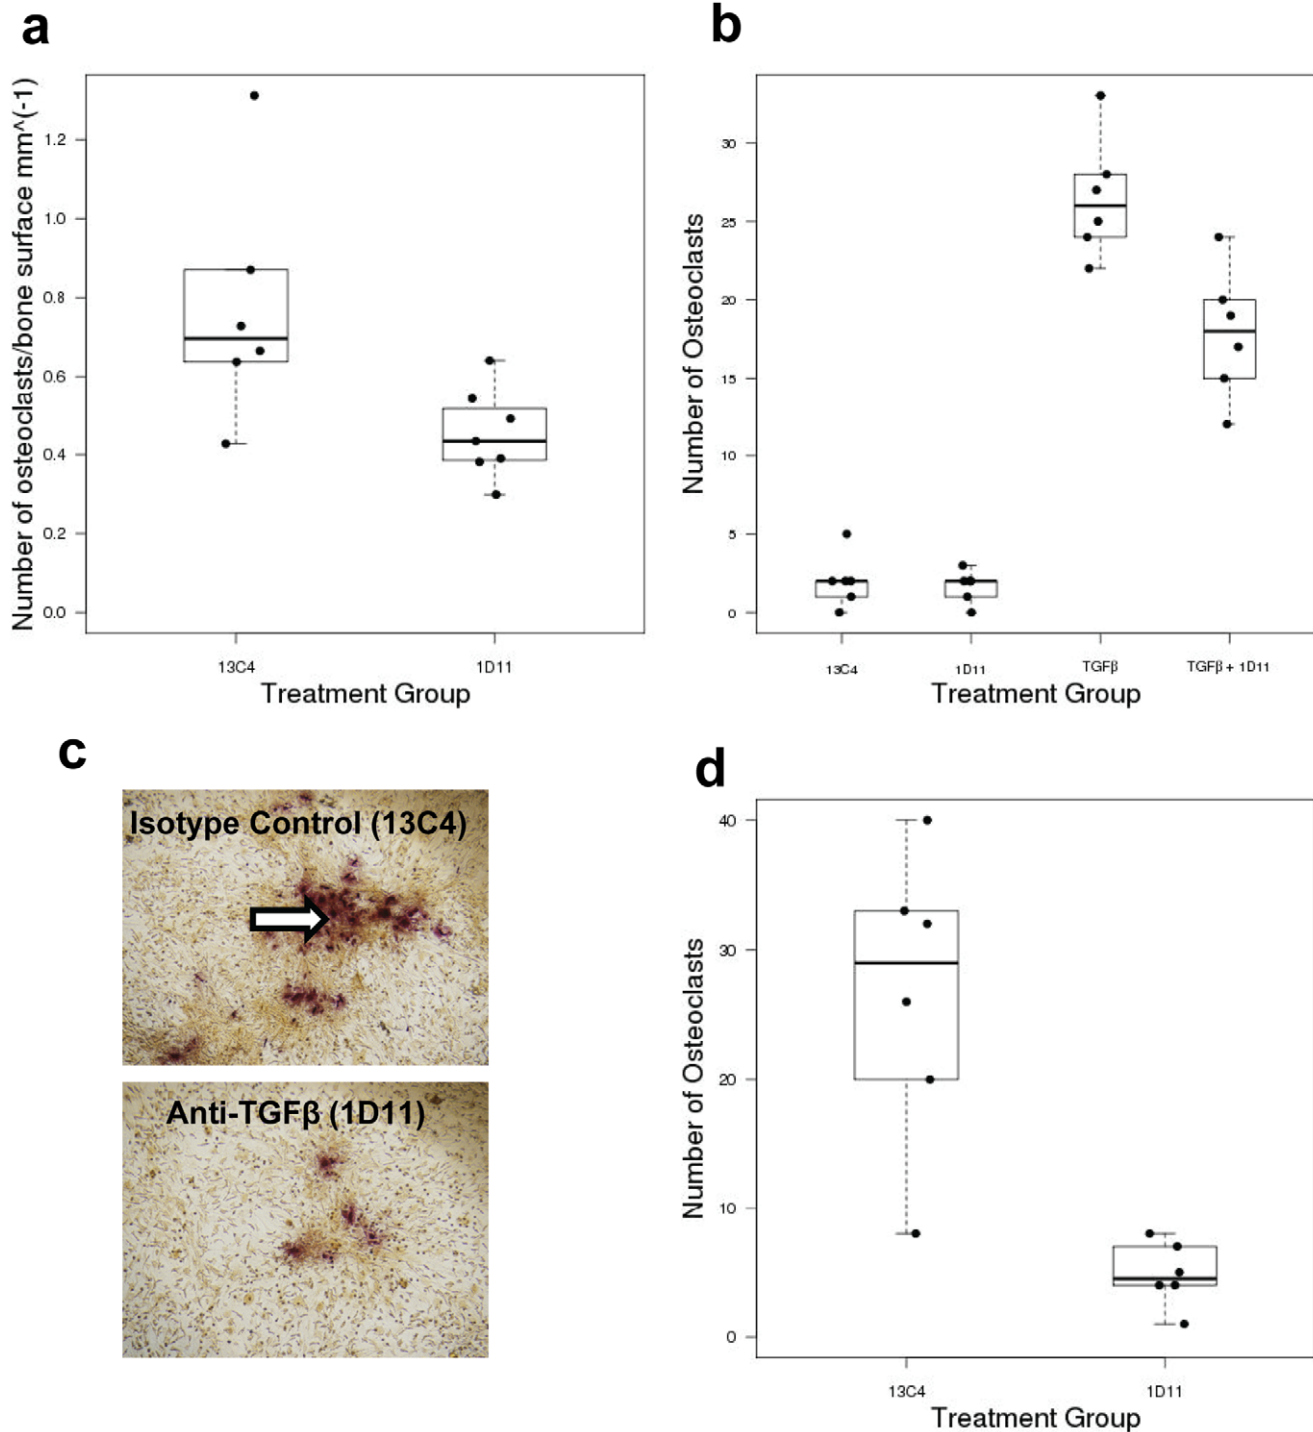 a
Number of osteoclasts/bone surface mm^(-1)
1.2
1.0
0.8
0.6
0.4
0.2
0.0
13C4
1D11
Treatment Group
b
Number of Osteoclasts
30
25
20
15
10
5
0
13C4
1D11
TGFβ
TGFβ + 1D11
Treatment Group
c
Isotype Control (13C4)
Anti-TGFβ (1D11)
d
Number of Osteoclasts
40
30
20
10
0
13C4
1D11
Treatment Group